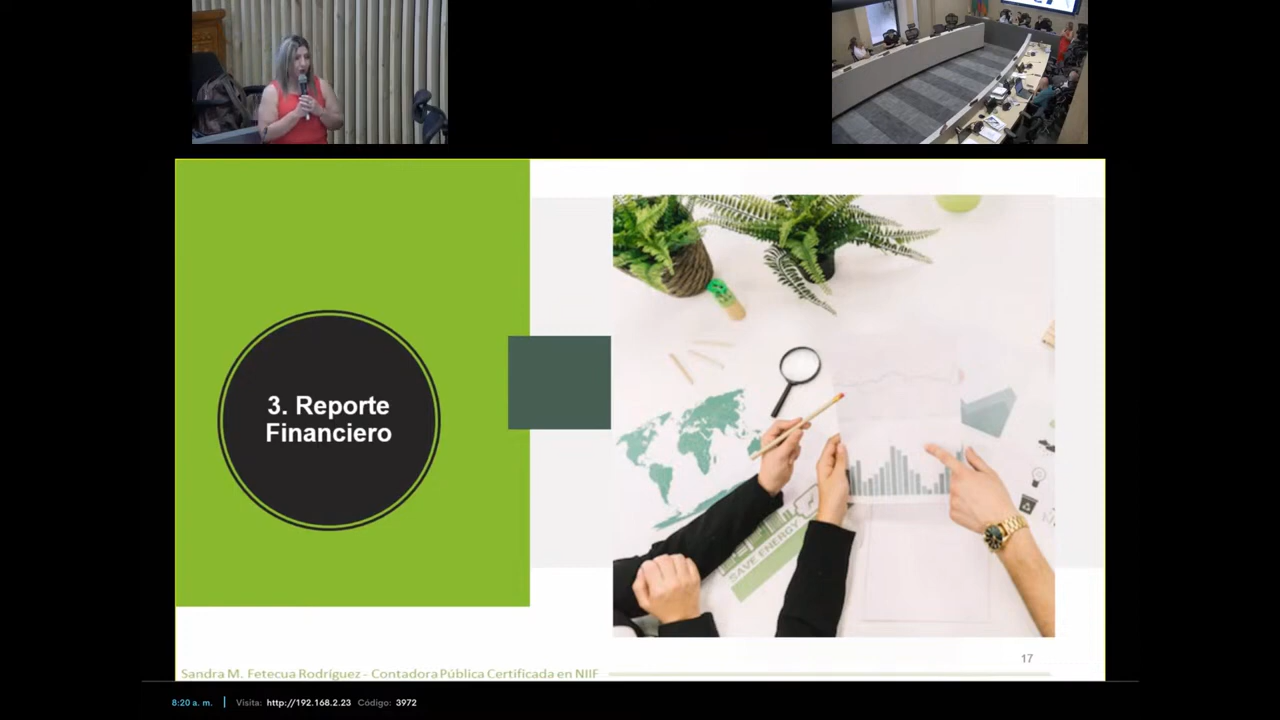 3. Reporte
Financiero
SAVE ENERGY
17
Sandra M. Fetecua Rodríguez - Contadora Pública Certificada en NIIF
8:20 a. m. | Visita: http://192.168.2.23 Código: 3972